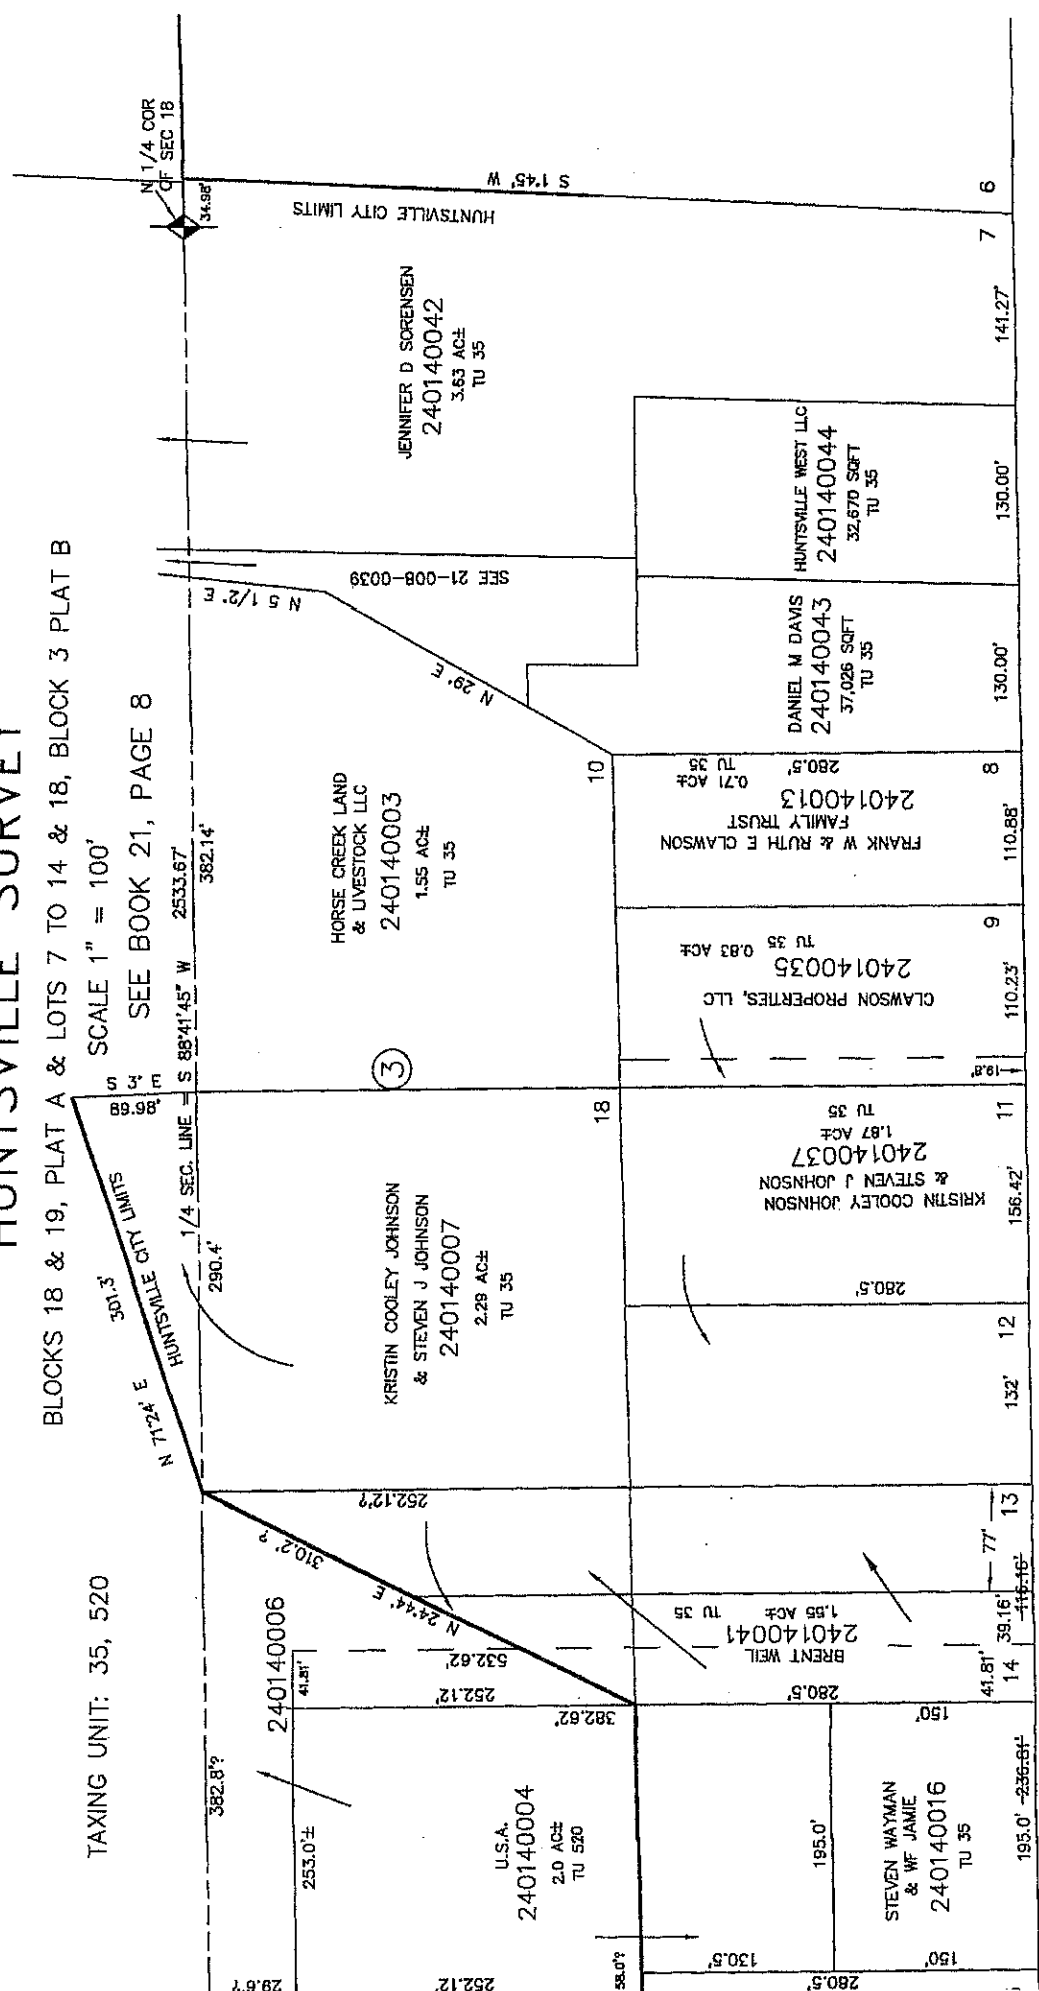 HUNTSVILLE SURVEY
BLOCKS 18 & 19, PLAT A & LOTS 7 TO 14 & 18, BLOCK 3 PLAT B
SCALE 1" = 100'
SEE BOOK 21, PAGE 8
TAXING UNIT: 35, 520
N 1/4 COR
OF SEC 18
34.98'
S 1°45' W
HUNTSVILLE CITY LIMITS
6
7
JENNIFER D SORENSEN
240140042
3.63 AC±
TU 35
141.27'
SEE 21-008-0039
N 5 1/2° E
N 29° E
HUNTSVILLE WEST LLC
240140044
32,670 SQFT
TU 35
130.00'
DANIEL M DAVIS
240140043
37,026 SQFT
TU 35
130.00'
2533.67'
382.14'
1/4 SEC. LINE = S 88°41'45" W
HORSE CREEK LAND
& LIVESTOCK LLC
240140003
1.55 AC±
TU 35
10
FRANK W & RUTH E CLAWSON
FAMILY TRUST
240140013
0.71 AC±
TU 35
280.5'
8
110.88'
CLAWSON PROPERTIES, LLC
240140035
TU 35 0.83 AC±
9
110.23'
19.8'
3
89.98'
301.3'
N 71°24' E
HUNTSVILLE CITY LIMITS
290.4'
KRISTIN COOLEY JOHNSON
& STEVEN J JOHNSON
240140007
2.29 AC±
TU 35
18
KRISTIN COOLEY JOHNSON
& STEVEN J JOHNSON
240140037
1.87 AC±
TU 35
11
156.42'
280.5'
12
132'
252.12'?
310.2' ?
N 24°44' E
13
77'
116.16'
39.16'
BRENT WEIL
240140041
1.55 AC± TU 35
280.5'
41.81'
14
240140006
41.81'
532.62'
252.12'
382.62'
382.8'?
253.0'±
U.S.A.
240140004
2.0 AC±
TU 520
150'
STEVEN WAYMAN
& WF JAMIE
240140016
TU 35
195.0'
195.0'
236.81'
29.6'?
252.12'
58.0'?
130.5'
150'
280.5'